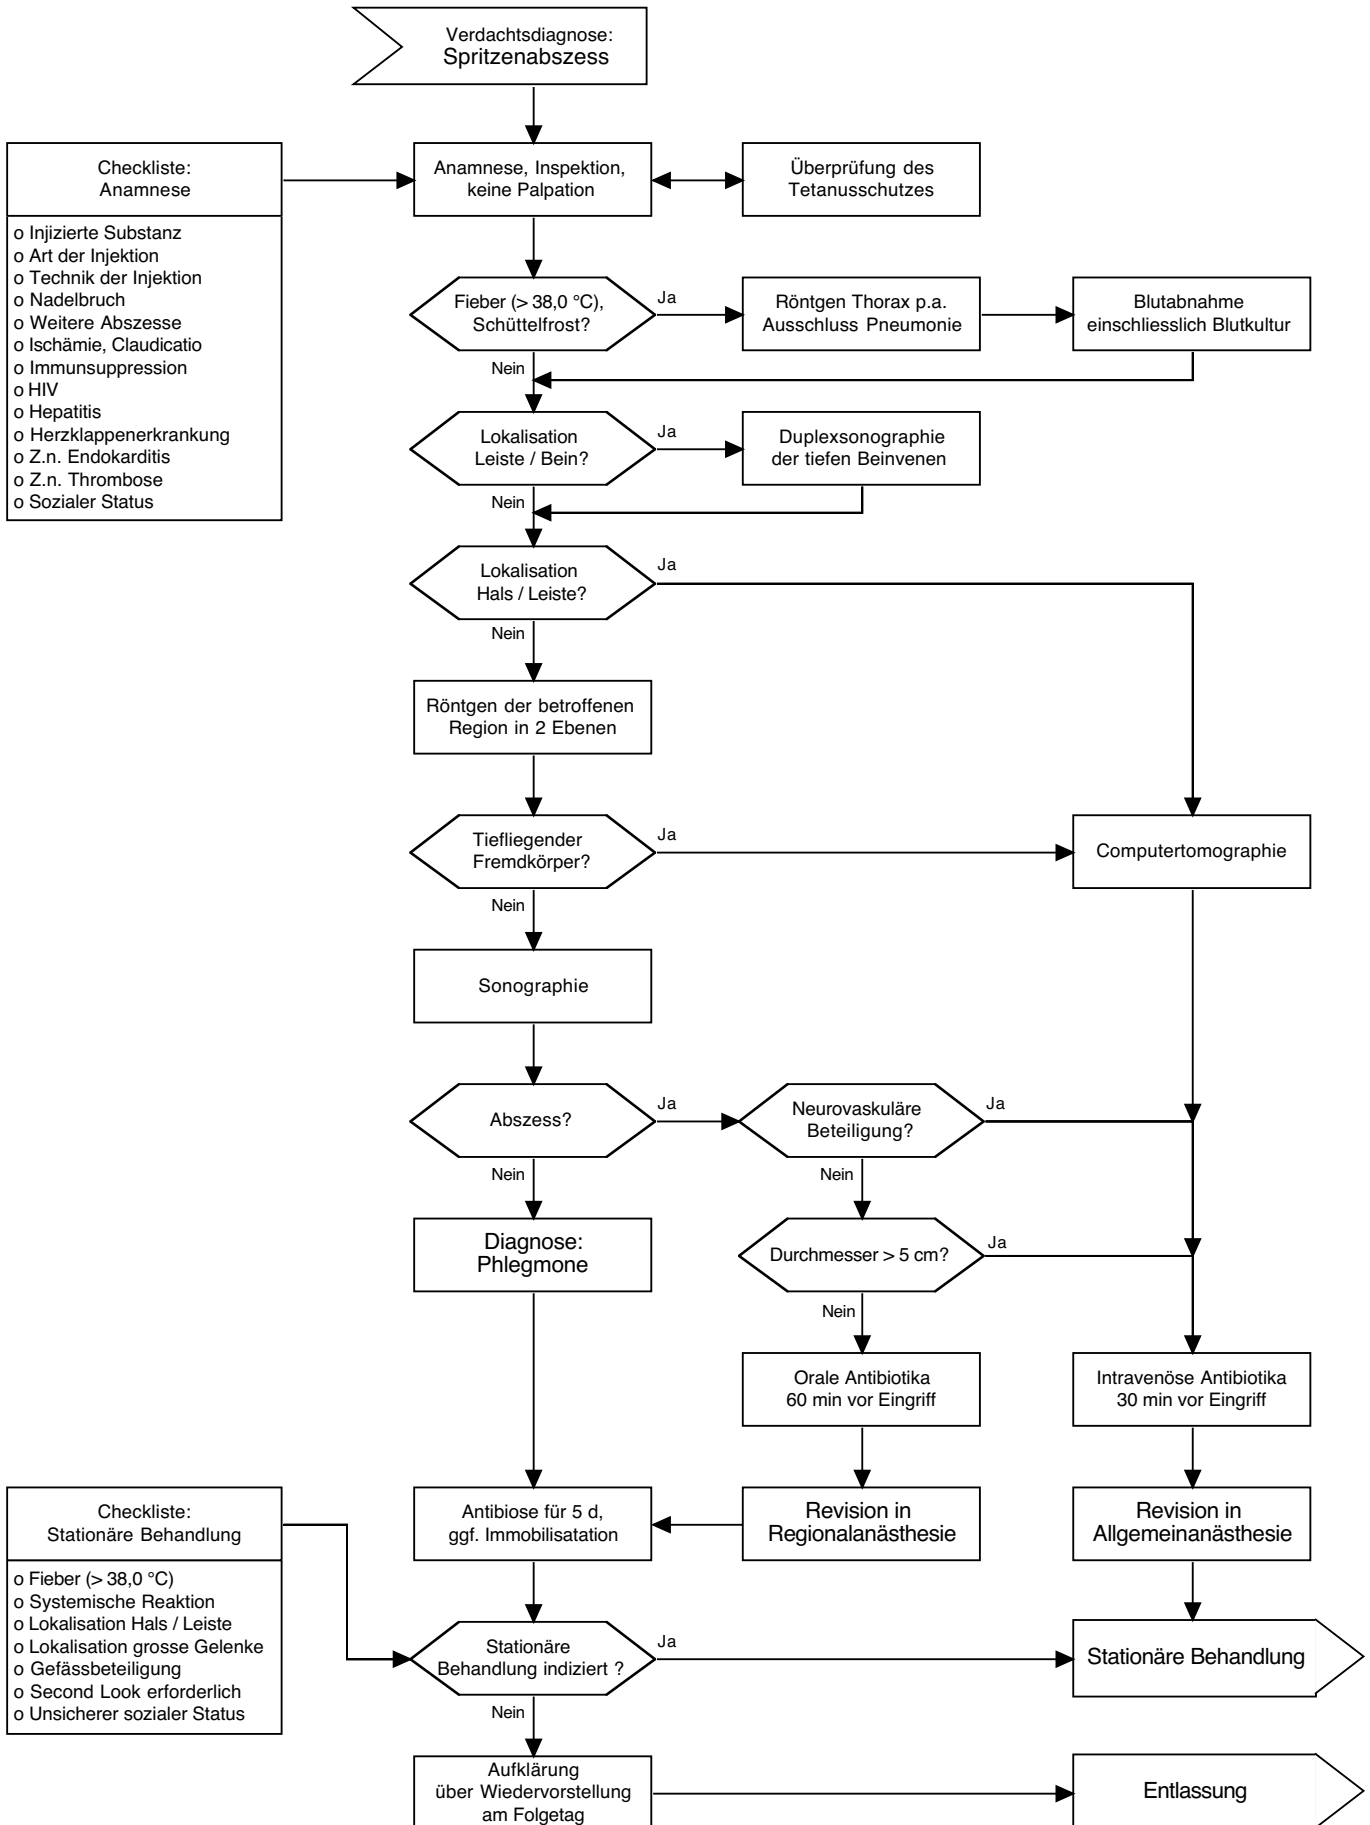 Verdachtsdiagnose:
Spritzenabszess
Checkliste:
Anamnese
o Injizierte Substanz
o Art der Injektion
o Technik der Injektion
o Nadelbruch
o Weitere Abszesse
o Ischämie, Claudicatio
o Immunsuppression
o HIV
o Hepatitis
o Herzklappenerkrankung
o Z.n. Endokarditis
o Z.n. Thrombose
o Sozialer Status
Anamnese, Inspektion,
keine Palpation
Überprüfung des
Tetanusschutzes
Fieber (> 38,0 °C),
Schüttelfrost?
Ja
Röntgen Thorax p.a.
Ausschluss Pneumonie
Blutabnahme
einschliesslich Blutkultur
Nein
Lokalisation
Leiste / Bein?
Ja
Duplexsonographie
der tiefen Beinvenen
Nein
Lokalisation
Hals / Leiste?
Ja
Nein
Röntgen der betroffenen
Region in 2 Ebenen
Tiefliegender
Fremdkörper?
Ja
Computertomographie
Nein
Sonographie
Abszess?
Ja
Neurovaskuläre
Beteiligung?
Ja
Nein
Nein
Diagnose:
Phlegmone
Durchmesser > 5 cm?
Ja
Nein
Orale Antibiotika
60 min vor Eingriff
Intravenöse Antibiotika
30 min vor Eingriff
Checkliste:
Stationäre Behandlung
o Fieber (> 38,0 °C)
o Systemische Reaktion
o Lokalisation Hals / Leiste
o Lokalisation grosse Gelenke
o Gefässbeteiligung
o Second Look erforderlich
o Unsicherer sozialer Status
Antibiose für 5 d,
ggf. Immobilisatation
Revision in
Regionalanästhesie
Revision in
Allgemeinanästhesie
Stationäre
Behandlung indiziert ?
Ja
Stationäre Behandlung
Nein
Aufklärung
über Wiedervorstellung
am Folgetag
Entlassung